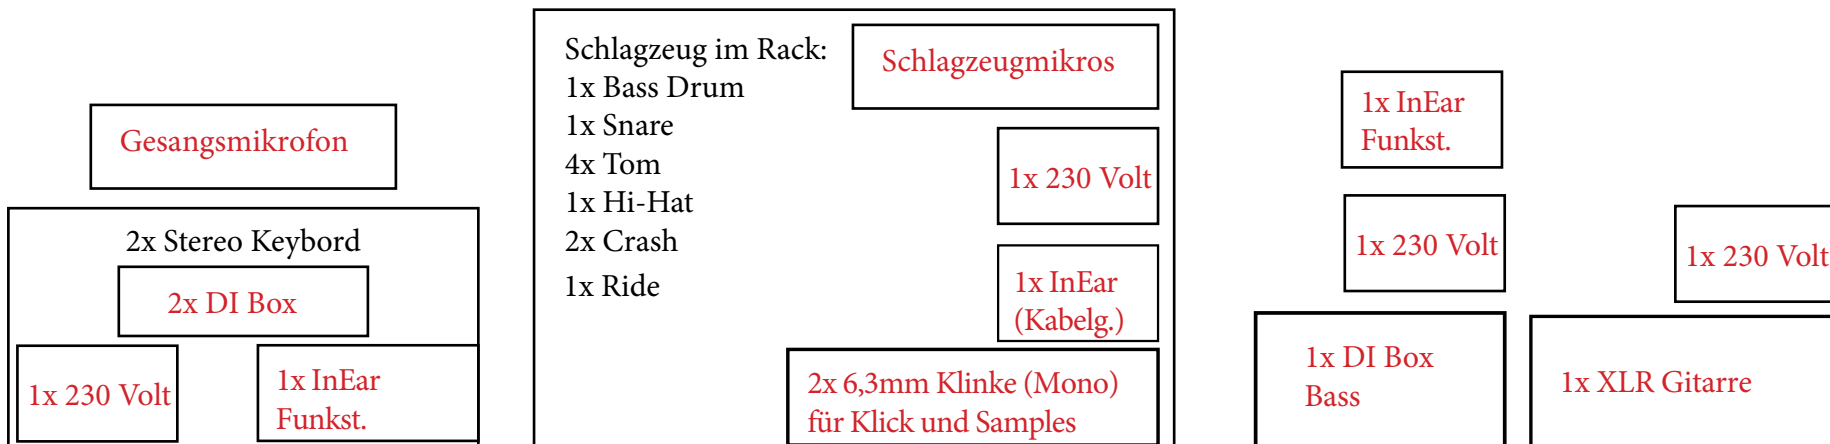 Gesangsmikrofon
2x Stereo Keybord
2x DI Box
1x 230 Volt
1x InEar
Funkst.
Schlagzeug im Rack:
1x Bass Drum
1x Snare
4x Tom
1x Hi-Hat
2x Crash
1x Ride
Schlagzeugmikros
1x 230 Volt
1x InEar
(Kabelg.)
2x 6,3mm Klinke (Mono)
für Klick und Samples
1x InEar
Funkst.
1x 230 Volt
1x DI Box
Bass
1x 230 Volt
1x XLR Gitarre